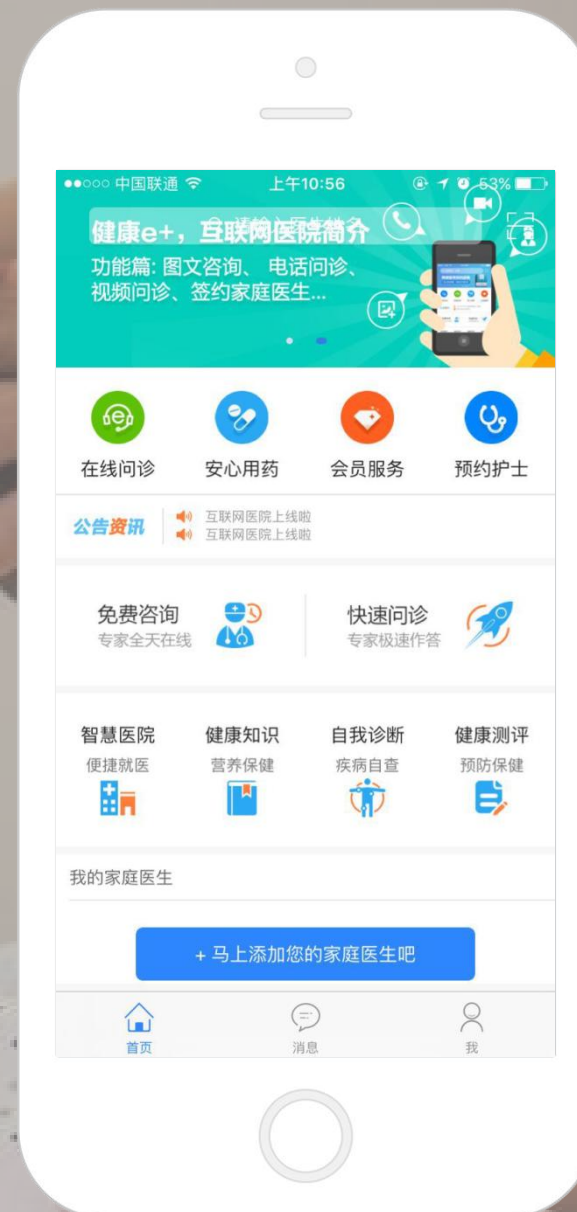 中国联通 上午10:56 53%
健康e+，互联网医院简介
功能篇: 图文咨询、 电话问诊、
视频问诊、签约家庭医生...
在线问诊 安心用药 会员服务 预约护士
公告资讯
互联网医院上线啦
互联网医院上线啦
免费咨询 快速问诊
专家全天在线 专家极速作答
智慧医院 健康知识 自我诊断 健康测评
便捷就医 营养保健 疾病自查 预防保健
我的家庭医生
+ 马上添加您的家庭医生吧
首页 消息 我